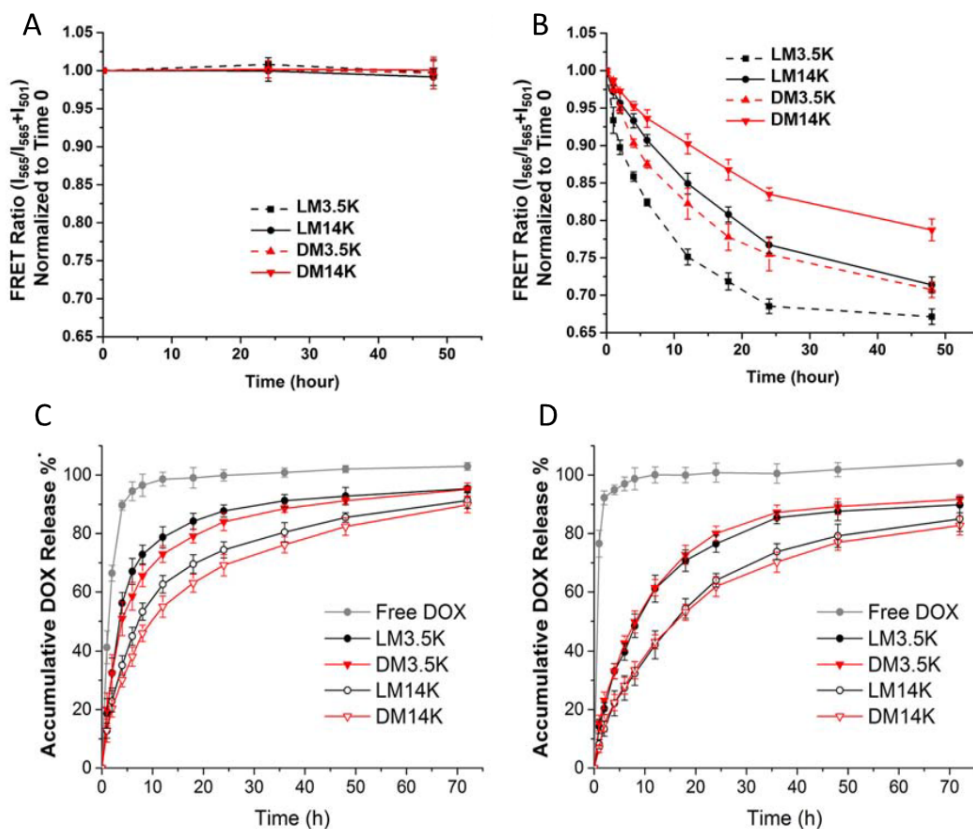 A
FRET Ratio (I565/I565+I501)
Normalized to Time 0
1.05
1.00
0.95
0.90
0.85
0.80
0.75
0.70
0.65
LM3.5K
LM14K
DM3.5K
DM14K
0 10 20 30 40 50
Time (hour)
B
FRET Ratio (I565/I565+I501)
Normalized to Time 0
1.05
1.00
0.95
0.90
0.85
0.80
0.75
0.70
0.65
LM3.5K
LM14K
DM3.5K
DM14K
0 10 20 30 40 50
Time (hour)
C
Accumulative DOX Release %
100
80
60
40
20
0
Free DOX
LM3.5K
DM3.5K
LM14K
DM14K
0 10 20 30 40 50 60 70
Time (h)
D
Accumulative DOX Release %
100
80
60
40
20
0
Free DOX
LM3.5K
DM3.5K
LM14K
DM14K
0 10 20 30 40 50 60 70
Time (h)